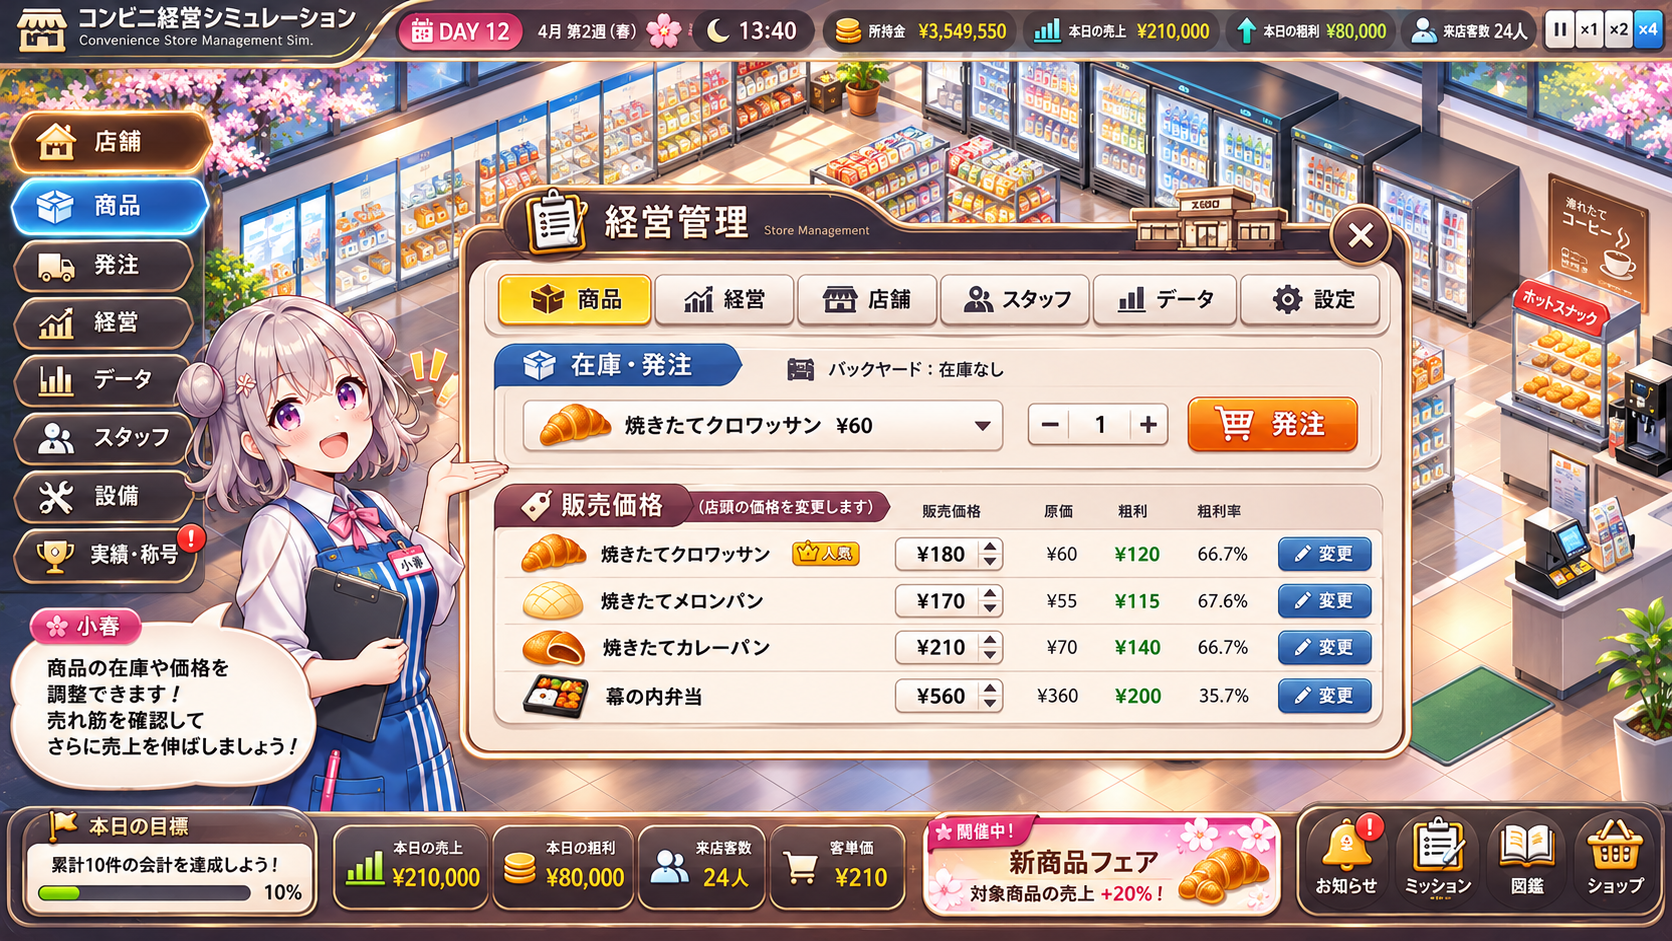 コンビニ経営シミュレーション
Convenience Store Management Sim.
DAY 12
4月 第2週 (春)
13:40
所持金 ¥3,549,550
本日の売上 ¥210,000
本日の粗利 ¥80,000
来店客数 24人
×1
×2
×4
店舗
商品
発注
経営
データ
スタッフ
設備
実績・称号
!
経営管理
Store Management
商品
経営
店舗
スタッフ
データ
設定
在庫・発注
バックヤード：在庫なし
焼きたてクロワッサン ¥60
− 1 +
発注
販売価格
(店頭の価格を変更します)
販売価格 原価 粗利 粗利率
焼きたてクロワッサン 人気 ¥180 ¥60 ¥120 66.7% 変更
焼きたてメロンパン ¥170 ¥55 ¥115 67.6% 変更
焼きたてカレーパン ¥210 ¥70 ¥140 66.7% 変更
幕の内弁当 ¥560 ¥360 ¥200 35.7% 変更
コーヒー
ホットスナック
小春
小春
商品の在庫や価格を
調整できます！
売れ筋を確認して
さらに売上を伸ばしましょう！
本日の目標
累計10件の会計を達成しよう！
10%
本日の売上
¥210,000
本日の粗利
¥80,000
来店客数
24人
客単価
¥210
開催中！
新商品フェア
対象商品の売上 +20%！
!
お知らせ
ミッション
図鑑
ショップ